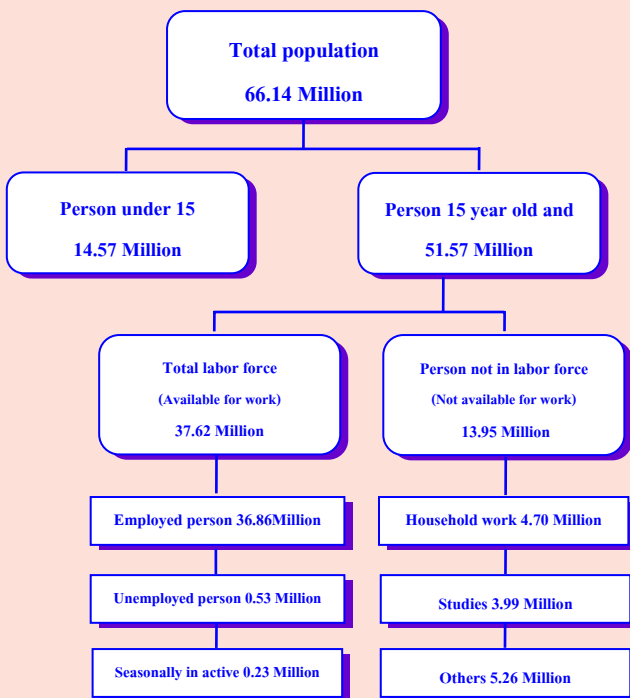 Total population
66.14 Million
Person under 15
14.57 Million
Person 15 year old and
51.57 Million
Total labor force
(Available for work)
37.62 Million
Person not in labor force
(Not available for work)
13.95 Million
Employed person 36.86Million
Unemployed person 0.53 Million
Seasonally in active 0.23 Million
Household work 4.70 Million
Studies 3.99 Million
Others 5.26 Million